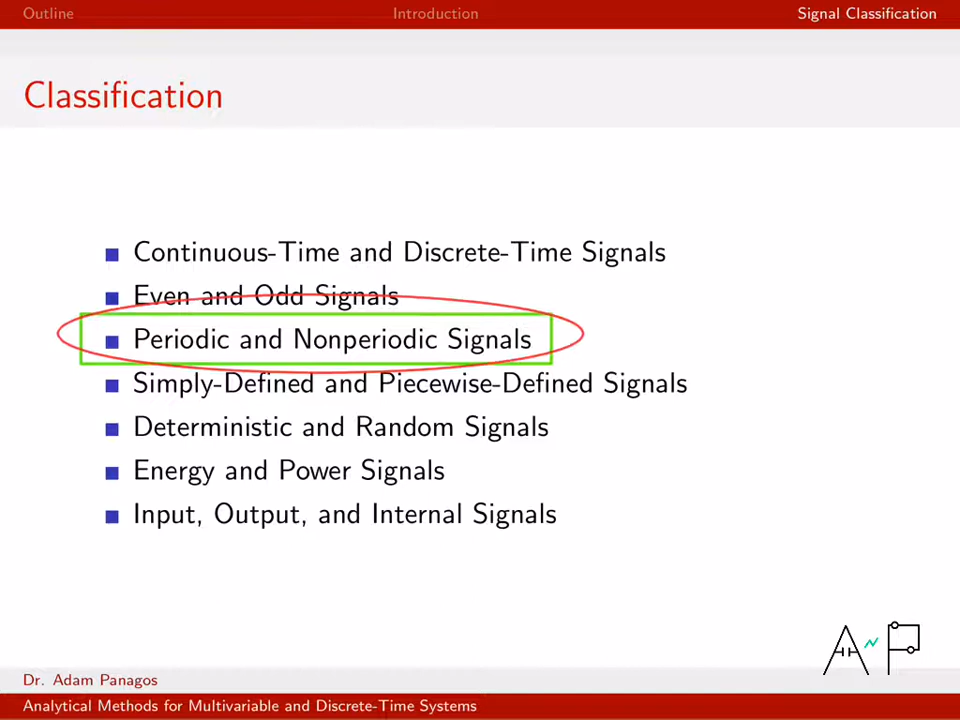 Outline Introduction Signal Classification
Classification
Continuous-Time and Discrete-Time Signals
Even and Odd Signals
Periodic and Nonperiodic Signals
Simply-Defined and Piecewise-Defined Signals
Deterministic and Random Signals
Energy and Power Signals
Input, Output, and Internal Signals
AP
Dr. Adam Panagos
Analytical Methods for Multivariable and Discrete-Time Systems